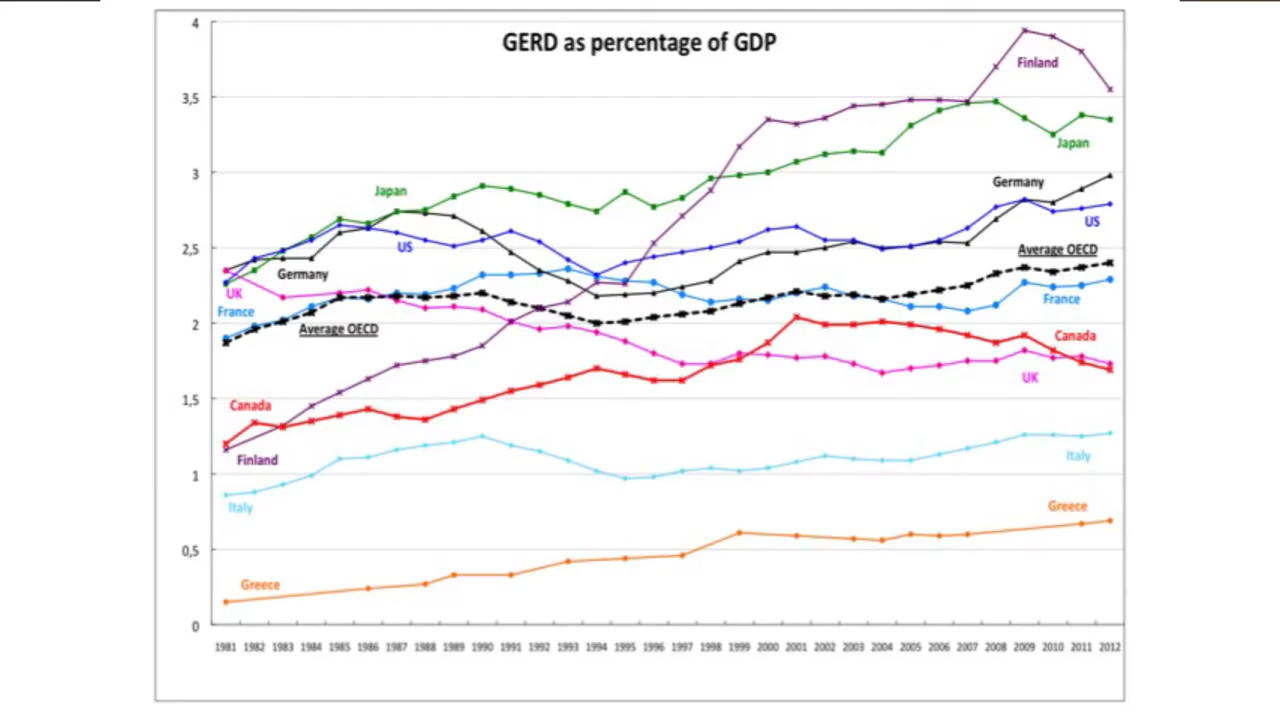 GERD as percentage of GDP
4
3,5
3
2,5
2
1,5
1
0,5
0
Finland
Japan
Japan
Germany
US
US
Average OECD
Germany
UK
France
France
Average OECD
Canada
UK
Canada
Finland
Italy
Italy
Greece
Greece
1981 1982 1983 1984 1985 1986 1987 1988 1989 1990 1991 1992 1993 1994 1995 1996 1997 1998 1999 2000 2001 2002 2003 2004 2005 2006 2007 2008 2009 2010 2011 2012